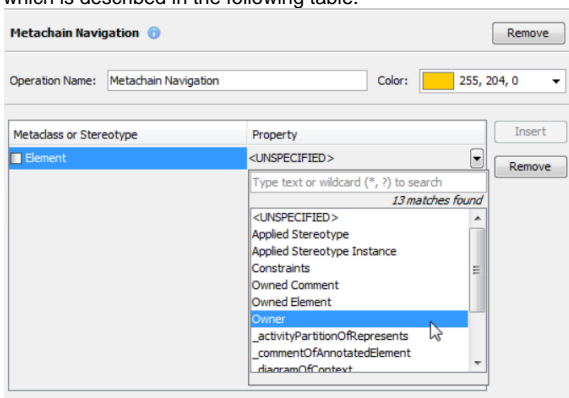 which is described in the following table.
Metachain Navigation
Remove
Operation Name: Metachain Navigation Color: 255, 204, 0
Metaclass or Stereotype Property Insert
Element <UNSPECIFIED> Remove
Type text or wildcard (*, ?) to search
13 matches found
<UNSPECIFIED>
Applied Stereotype
Applied Stereotype Instance
Constraints
Owned Comment
Owned Element
Owner
_activityPartitionOfRepresents
_commentOfAnnotatedElement
_diagramOfContext